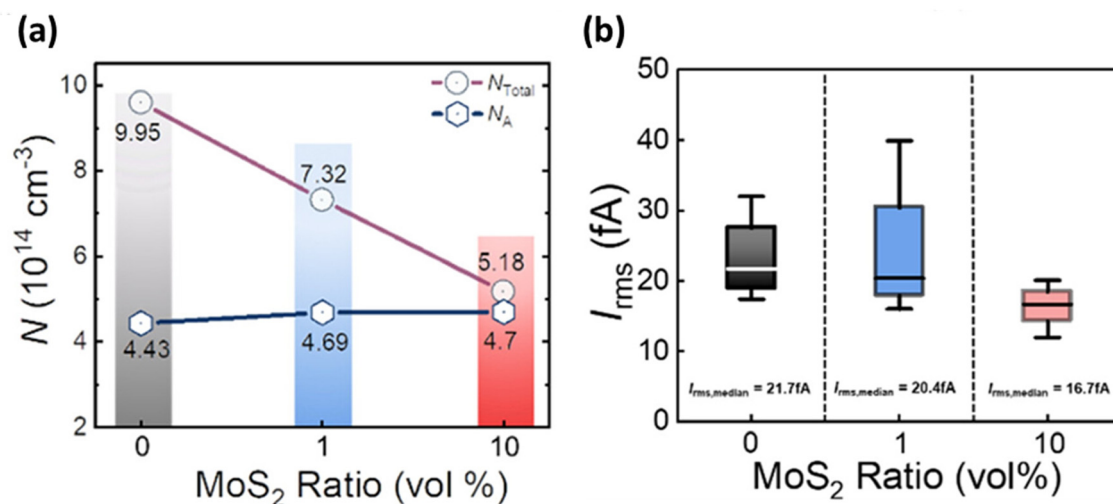 (a)
N_Total
N_A
N (10^14 cm^-3)
10
8
6
4
2
9.95
7.32
5.18
4.43
4.69
4.7
0
1
10
MoS₂ Ratio (vol %)
(b)
I_rms (fA)
50
40
30
20
10
0
I_rms,median = 21.7fA
I_rms,median = 20.4fA
I_rms,median = 16.7fA
0
1
10
MoS₂ Ratio (vol%)